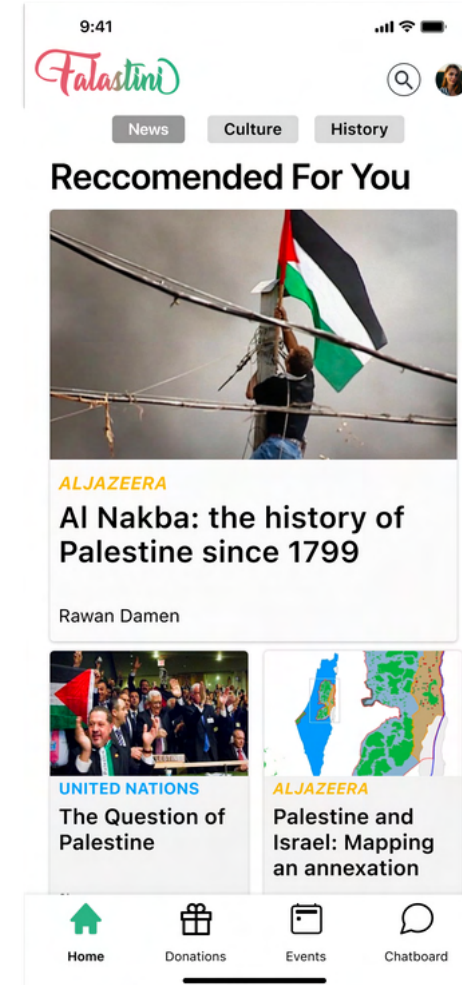 9:41
Falastini
News Culture History
Reccomended For You
ALJAZEERA
Al Nakba: the history of
Palestine since 1799
Rawan Damen
UNITED NATIONS
The Question of
Palestine
ALJAZEERA
Palestine and
Israel: Mapping
an annexation
Home Donations Events Chatboard